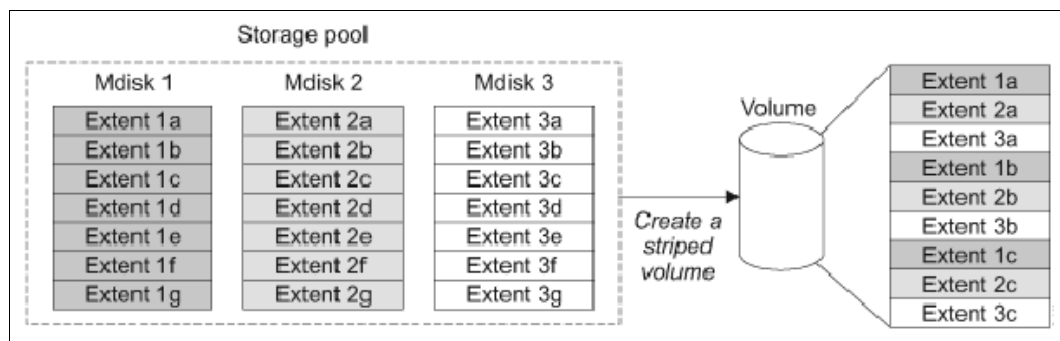 Storage pool
Mdisk 1
Mdisk 2
Mdisk 3
Extent 1a
Extent 2a
Extent 3a
Extent 1b
Extent 2b
Extent 3b
Extent 1c
Extent 2c
Extent 3c
Extent 1d
Extent 2d
Extent 3d
Extent 1e
Extent 2e
Extent 3e
Extent 1f
Extent 2f
Extent 3f
Extent 1g
Extent 2g
Extent 3g
Create a
striped
volume
Volume
Extent 1a
Extent 2a
Extent 3a
Extent 1b
Extent 2b
Extent 3b
Extent 1c
Extent 2c
Extent 3c